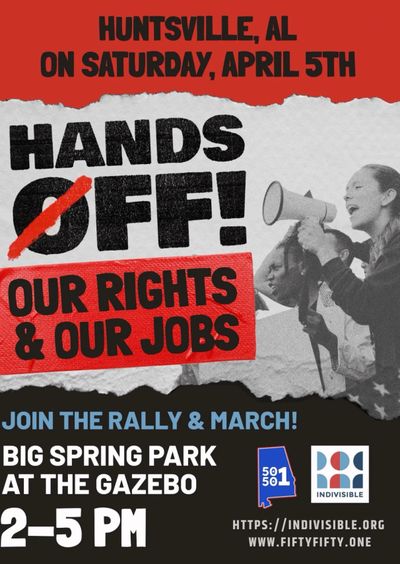 HUNTSVILLE, AL
ON SATURDAY, APRIL 5TH
HANDS
OFF!
OUR RIGHTS
& OUR JOBS
JOIN THE RALLY & MARCH!
BIG SPRING PARK
AT THE GAZEBO
2–5 PM
50
50
1
INDIVISIBLE
HTTPS://INDIVISIBLE.ORG
WWW.FIFTYFIFTY.ONE